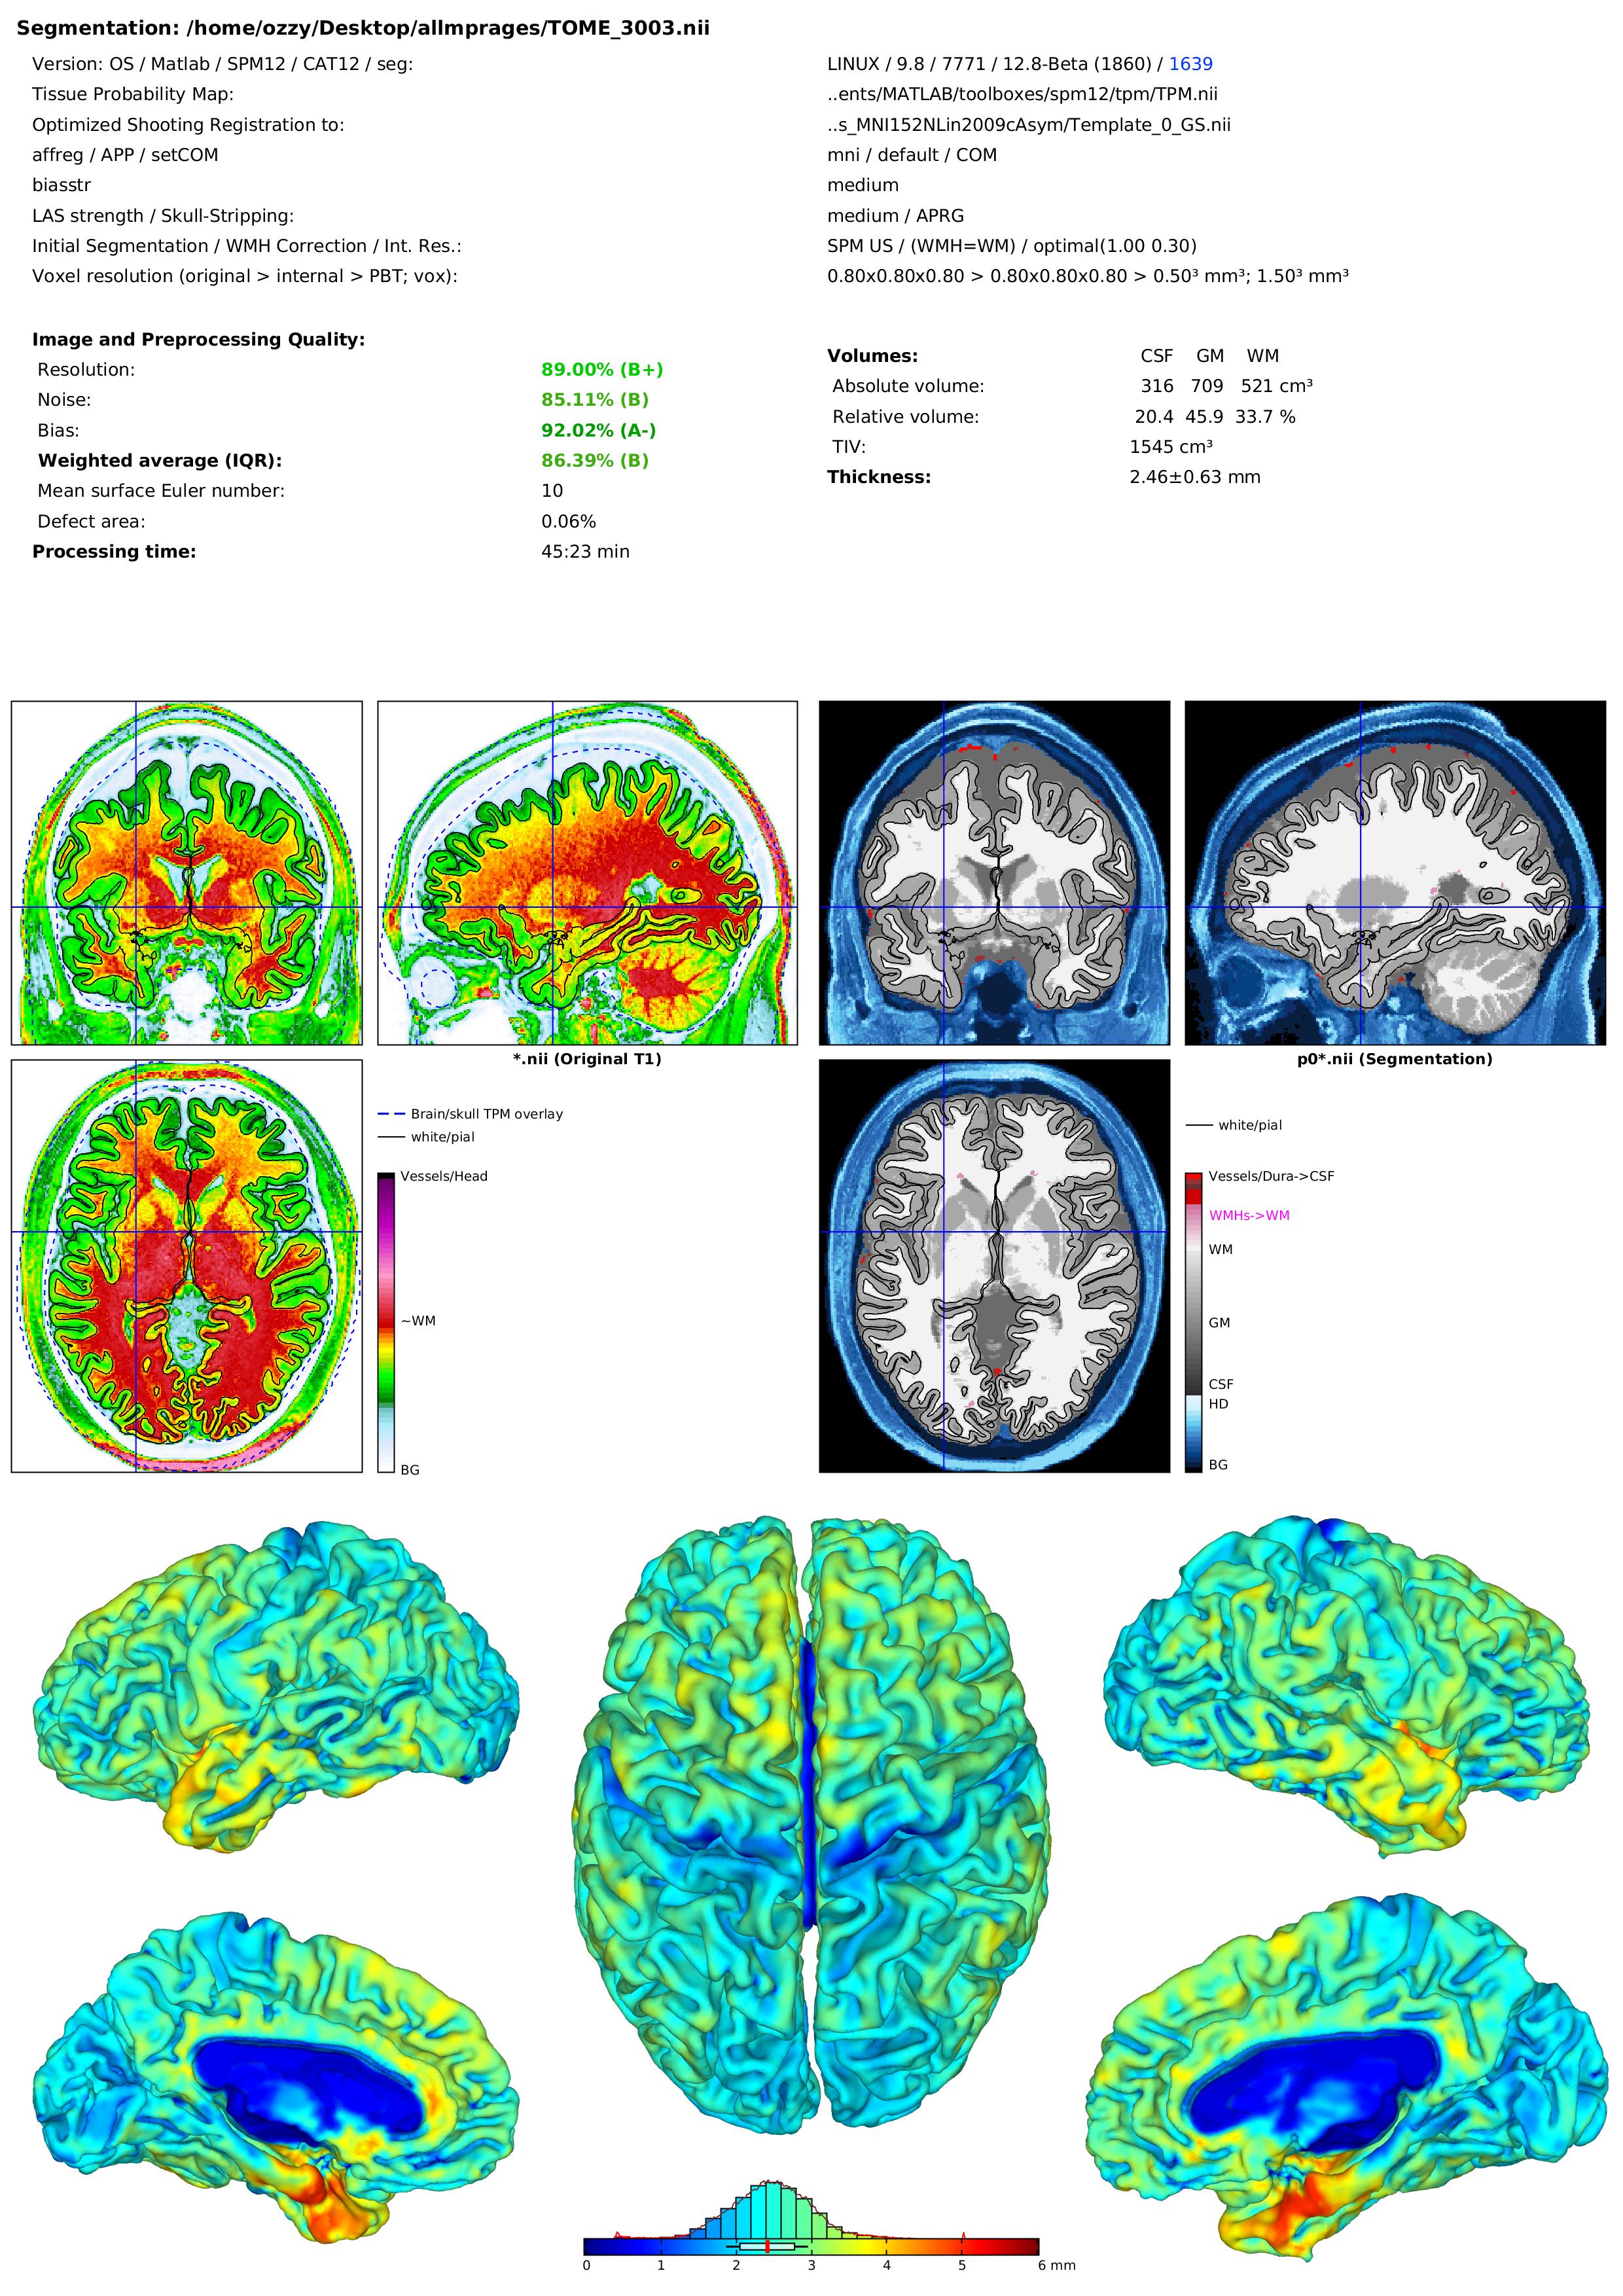 Segmentation: /home/ozzy/Desktop/allmprages/TOME_3003.nii
Version: OS / Matlab / SPM12 / CAT12 / seg: LINUX / 9.8 / 7771 / 12.8-Beta (1860) / 1639
Tissue Probability Map: ..ents/MATLAB/toolboxes/spm12/tpm/TPM.nii
Optimized Shooting Registration to: ..s_MNI152NLin2009cAsym/Template_0_GS.nii
affreg / APP / setCOM mni / default / COM
biasstr medium
LAS strength / Skull-Stripping: medium / APRG
Initial Segmentation / WMH Correction / Int. Res.: SPM US / (WMH=WM) / optimal(1.00 0.30)
Voxel resolution (original > internal > PBT; vox): 0.80x0.80x0.80 > 0.80x0.80x0.80 > 0.50³ mm³; 1.50³ mm³
Image and Preprocessing Quality:
Resolution: 89.00% (B+)
Noise: 85.11% (B)
Bias: 92.02% (A-)
Weighted average (IQR): 86.39% (B)
Mean surface Euler number: 10
Defect area: 0.06%
Processing time: 45:23 min
Volumes: CSF GM WM
Absolute volume: 316 709 521 cm³
Relative volume: 20.4 45.9 33.7 %
TIV: 1545 cm³
Thickness: 2.46±0.63 mm
*.nii (Original T1)
p0*.nii (Segmentation)
Brain/skull TPM overlay
white/pial
Vessels/Head
~WM
BG
white/pial
Vessels/Dura->CSF
WMHs->WM
WM
GM
CSF
HD
BG
0 1 2 3 4 5 6 mm